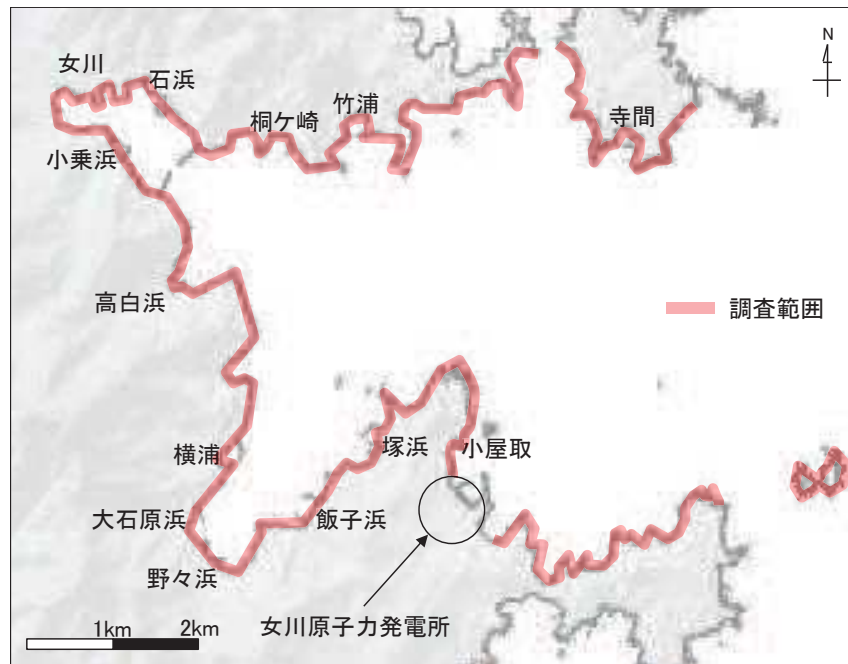 N
女川
石浜
竹浦
桐ケ崎
寺間
小乗浜
高白浜
調査範囲
横浦
塚浜
小屋取
大石原浜
飯子浜
野々浜
女川原子力発電所
1km
2km